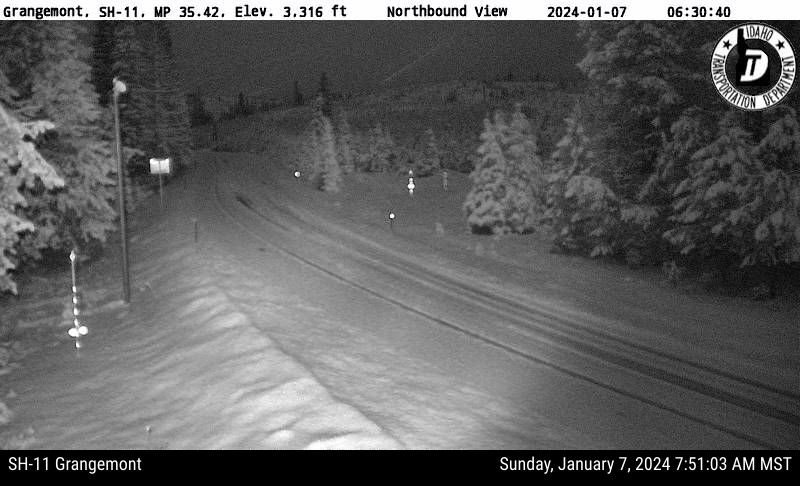 Grangemont, SH-11, MP 35.42, Elev. 3,316 ft Northbound View 2024-01-07 06:30:40
IDAHO
TRANSPORTATION DEPARTMENT
SH-11 Grangemont
Sunday, January 7, 2024 7:51:03 AM MST